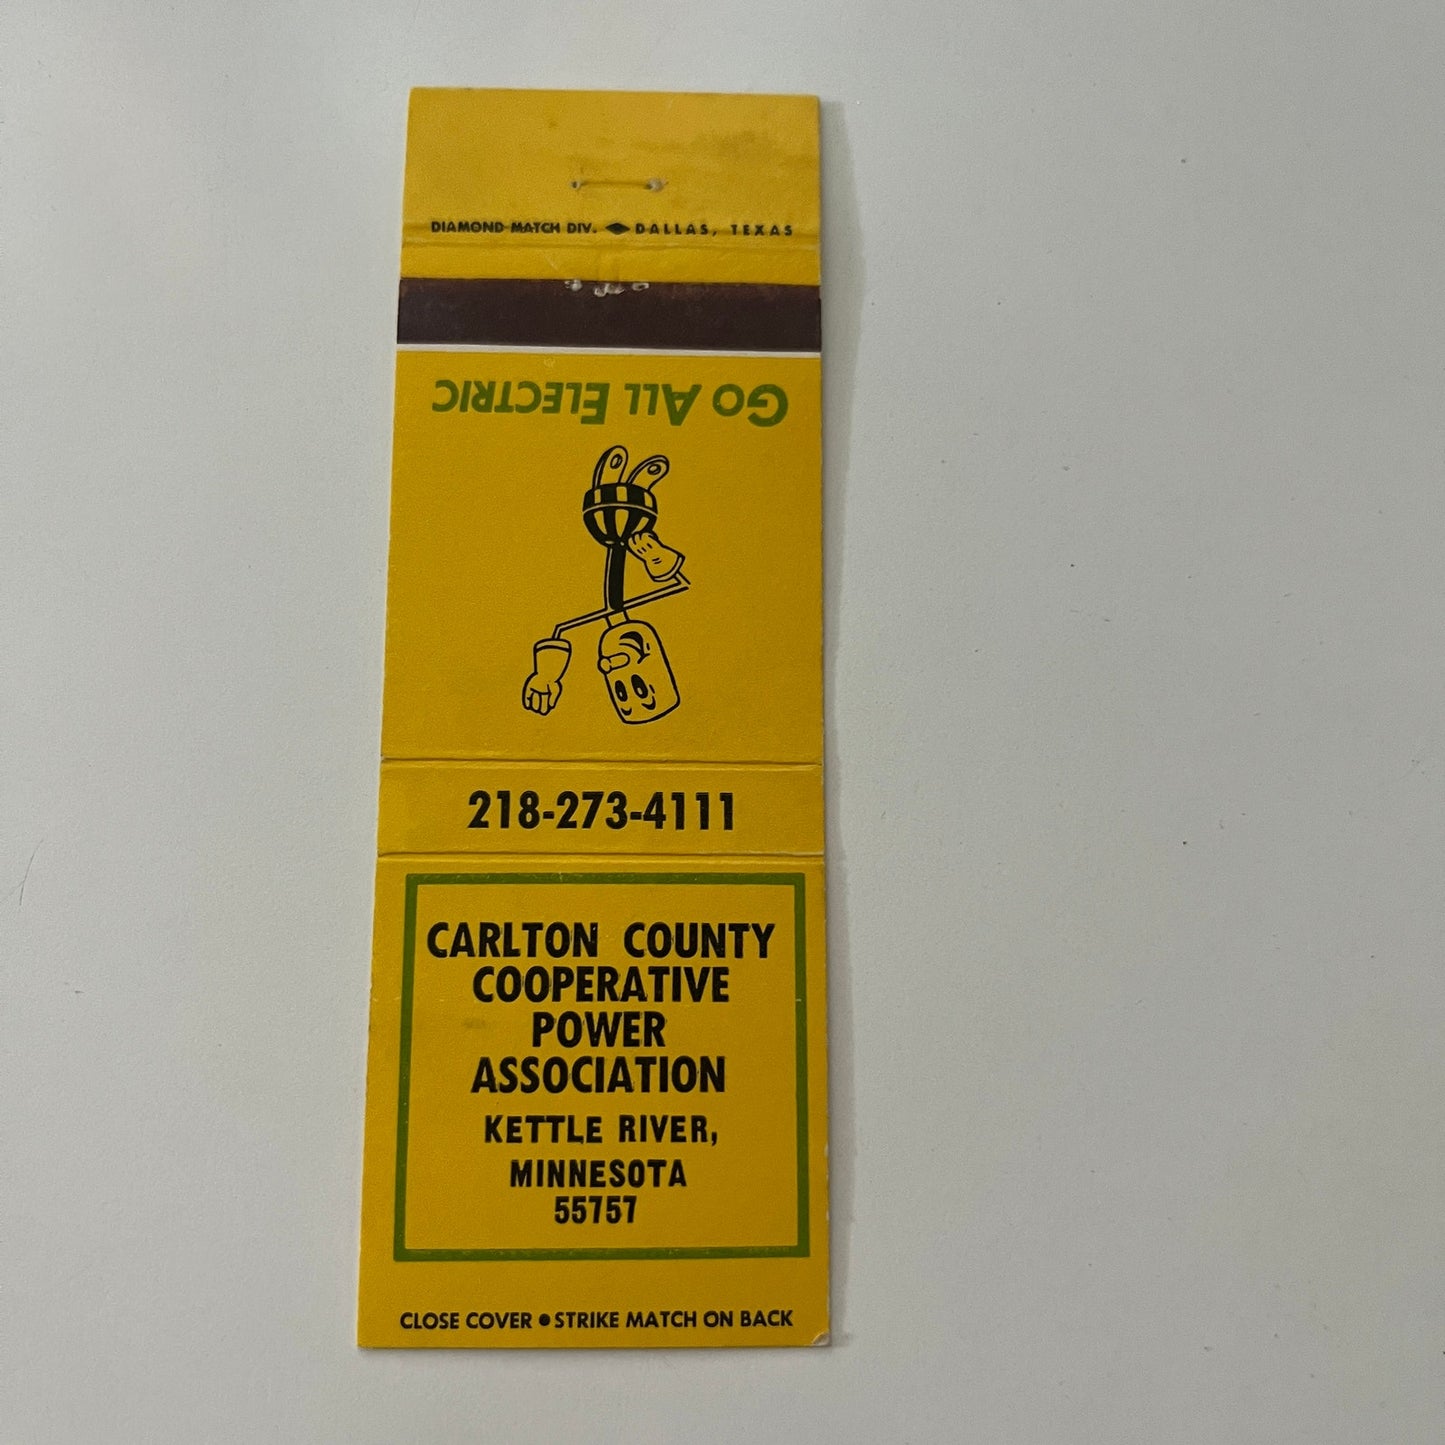 DIAMOND MATCH DIV. DALLAS, TEXAS
GO ALL ELECTRIC
218-273-4111
CARLTON COUNTY
COOPERATIVE
POWER
ASSOCIATION
KETTLE RIVER,
MINNESOTA
55757
CLOSE COVER • STRIKE MATCH ON BACK